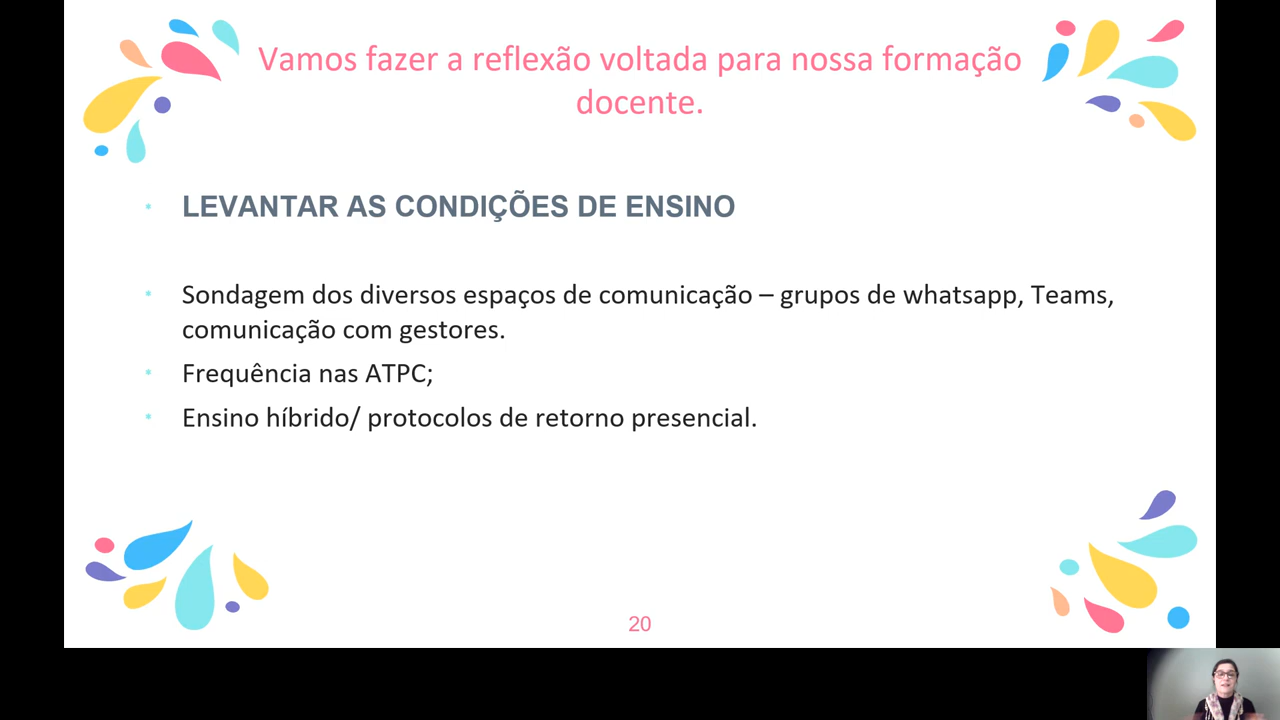 Vamos fazer a reflexão voltada para nossa formação
docente.
LEVANTAR AS CONDIÇÕES DE ENSINO
Sondagem dos diversos espaços de comunicação – grupos de whatsapp, Teams,
comunicação com gestores.
Frequência nas ATPC;
Ensino híbrido/ protocolos de retorno presencial.
20